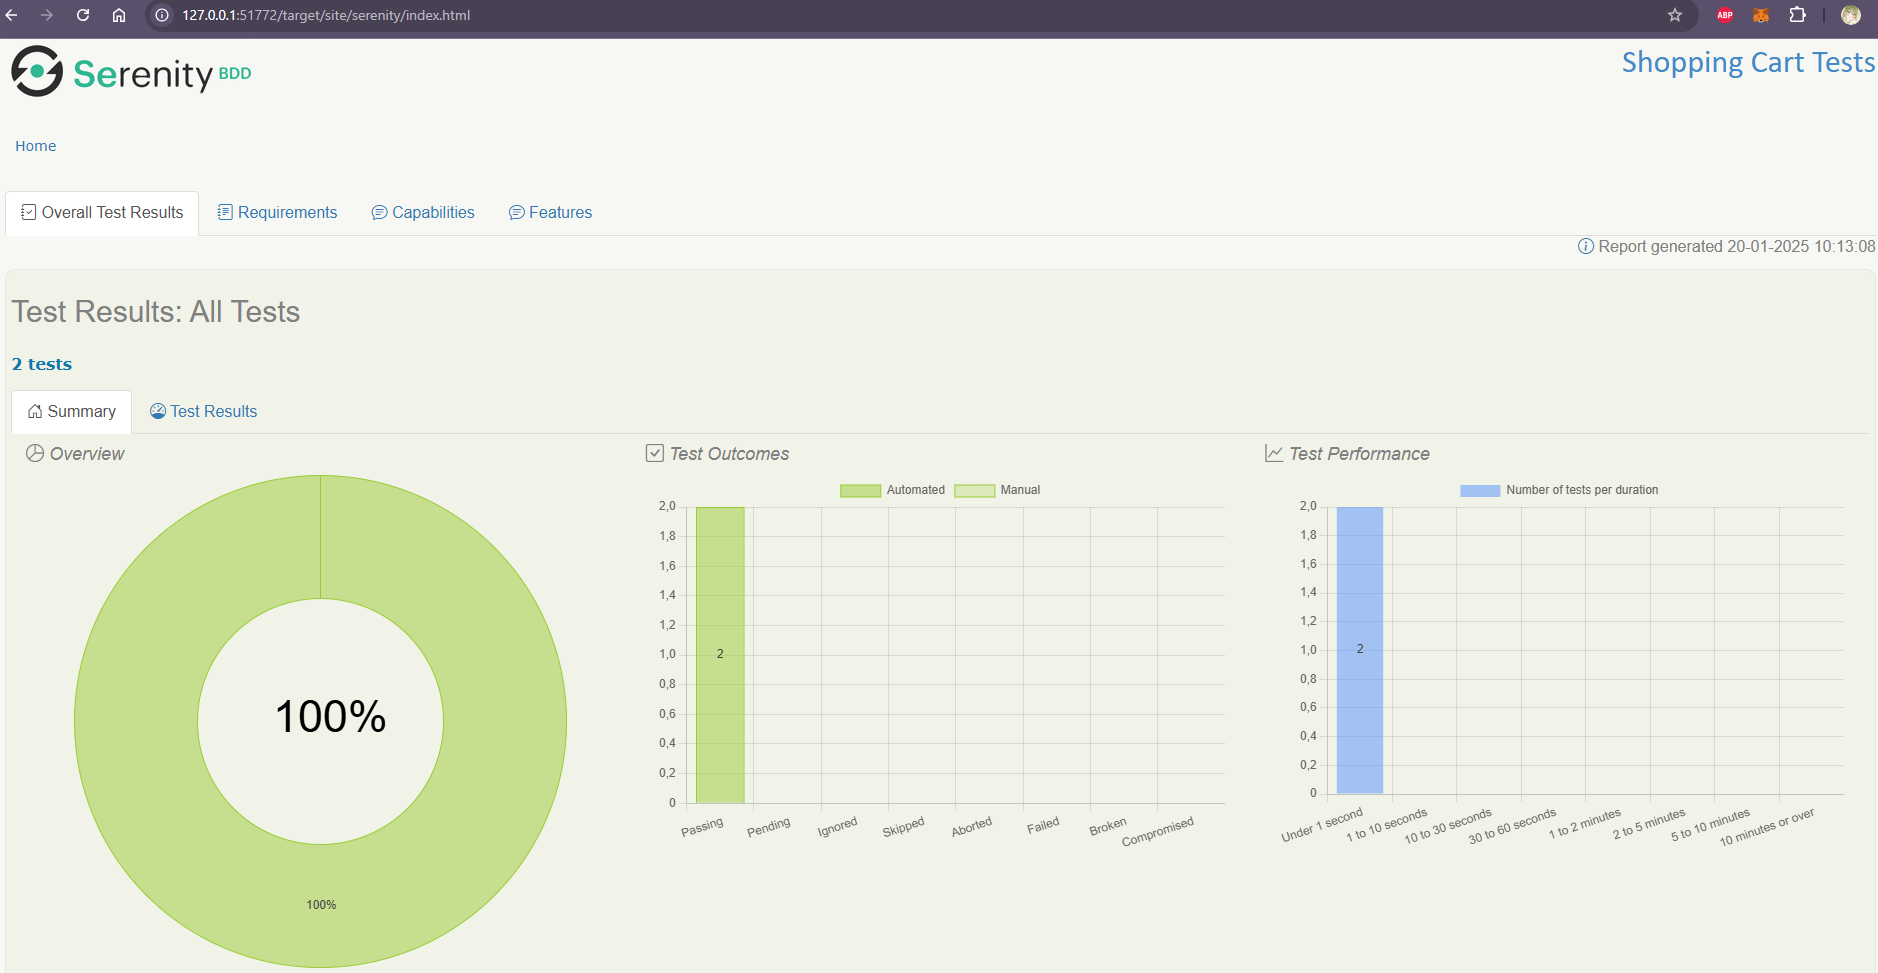 127.0.0.1:51772/target/site/serenity/index.html
ABP
Serenity BDD
Shopping Cart Tests
Home
Overall Test Results
Requirements
Capabilities
Features
Report generated 20-01-2025 10:13:08
Test Results: All Tests
2 tests
Summary
Test Results
Overview
100%
100%
Test Outcomes
Automated
Manual
2,0
1,8
1,6
1,4
1,2
1,0
0,8
0,6
0,4
0,2
0
2
Passing
Pending
Ignored
Skipped
Aborted
Failed
Broken
Compromised
Test Performance
Number of tests per duration
2,0
1,8
1,6
1,4
1,2
1,0
0,8
0,6
0,4
0,2
0
2
Under 1 second
1 to 10 seconds
10 to 30 seconds
30 to 60 seconds
1 to 2 minutes
2 to 5 minutes
5 to 10 minutes
10 minutes or over